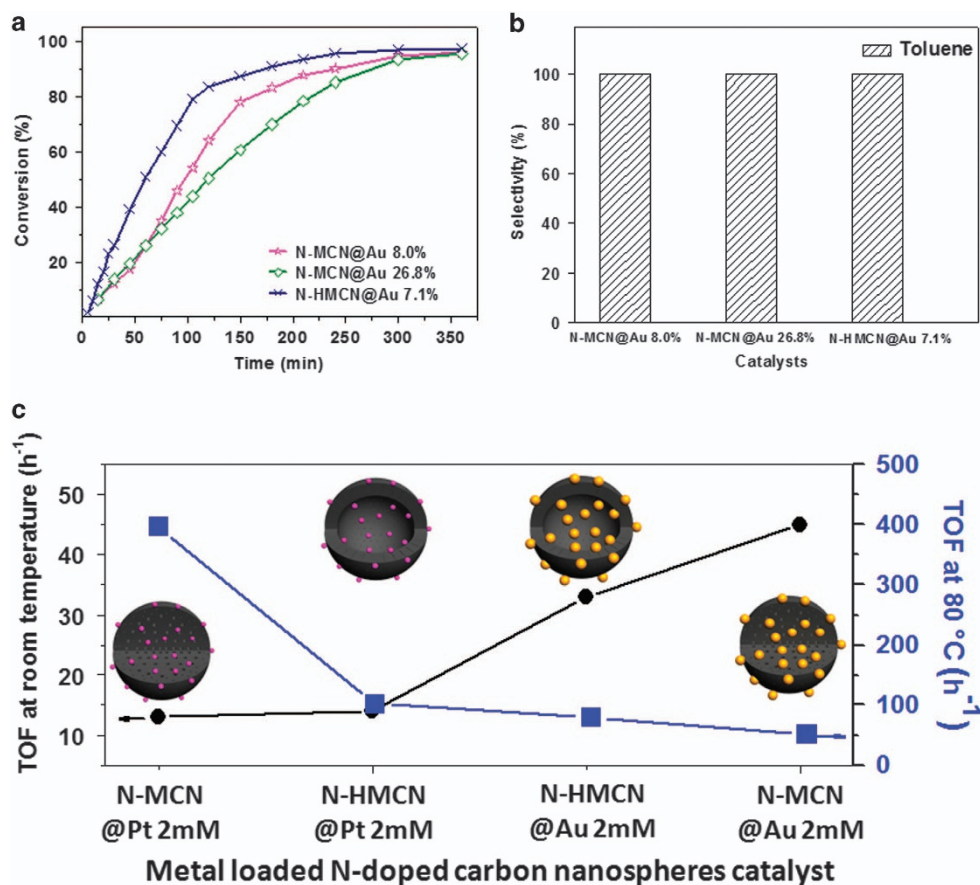 a
Conversion (%)
100
80
60
40
20
0 50 100 150 200 250 300 350
Time (min)
N-MCN@Au 8.0%
N-MCN@Au 26.8%
N-HMCN@Au 7.1%
b
Selectivity (%)
100
80
60
40
20
0
Toluene
N-MCN@Au 8.0% N-MCN@Au 26.8% N-HMCN@Au 7.1%
Catalysts
c
TOF at room temperature (h-1)
50
40
30
20
10
500
400
300
200
100
0
TOF at 80 °C (h-1)
N-MCN N-HMCN N-HMCN N-MCN
@Pt 2mM @Pt 2mM @Au 2mM @Au 2mM
Metal loaded N-doped carbon nanospheres catalyst